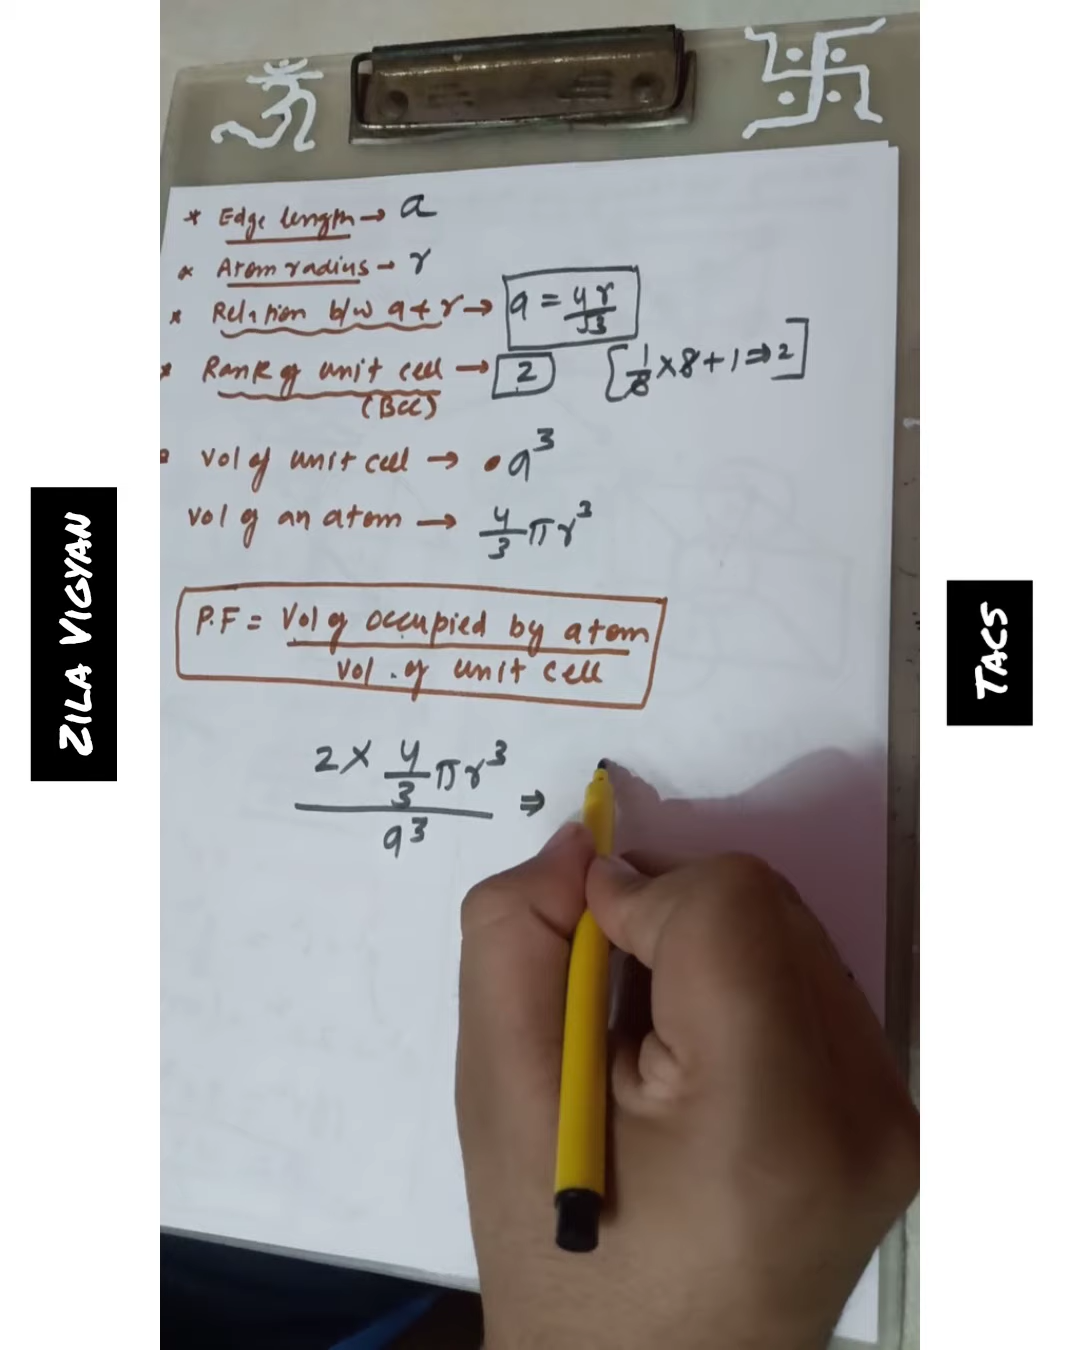 ॐ
* Edge length → a
* Atom radius → r
* Relation b/w a & r → a = 4r/√3
* Rank of unit cell → 2 [1/8 × 8 + 1 ⇒ 2]
(BCC)
Vol of unit cell → a³
Vol of an atom → 4/3 πr³
P.F = Vol of occupied by atom
Vol. of unit cell
2 × 4/3 πr³ ⇒
a³
ZILA VIGYAN
TACS